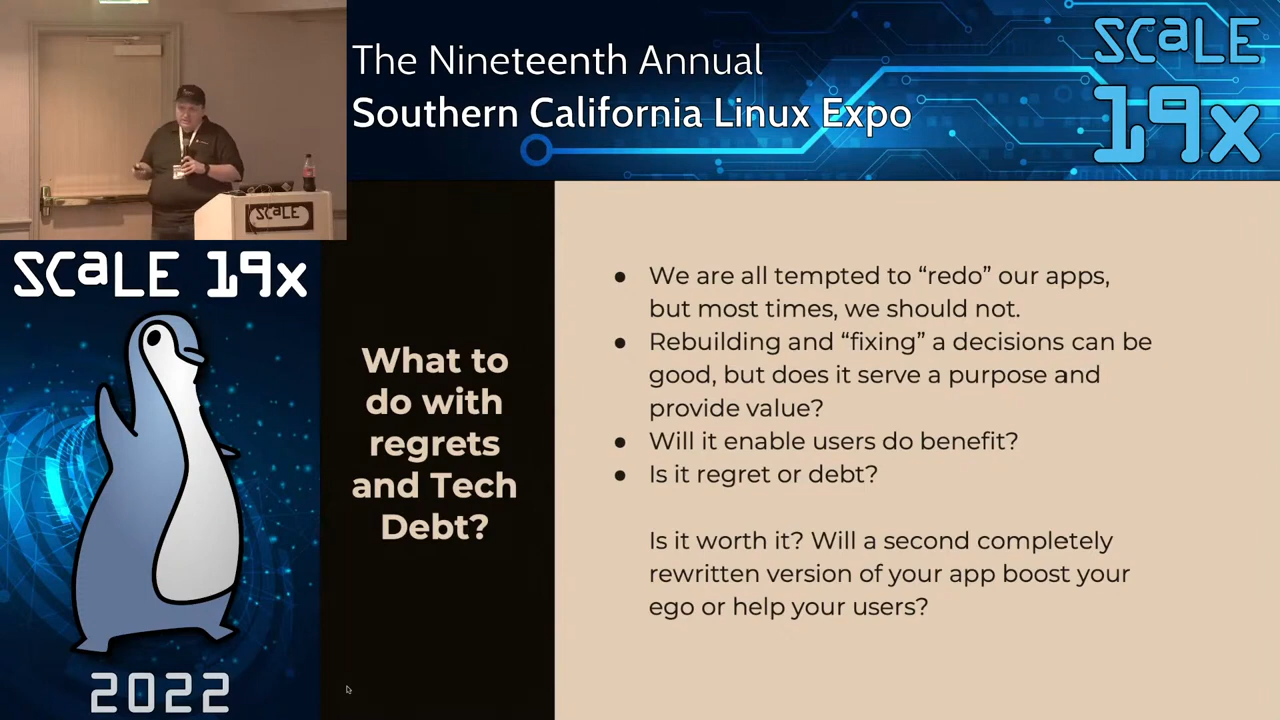 The Nineteenth Annual
Southern California Linux Expo
SCaLE
19x
SCaLE
SCaLE 19x
2022
What to
do with
regrets
and Tech
Debt?
● We are all tempted to “redo” our apps,
but most times, we should not.
● Rebuilding and “fixing” a decisions can be
good, but does it serve a purpose and
provide value?
● Will it enable users do benefit?
● Is it regret or debt?
Is it worth it? Will a second completely
rewritten version of your app boost your
ego or help your users?